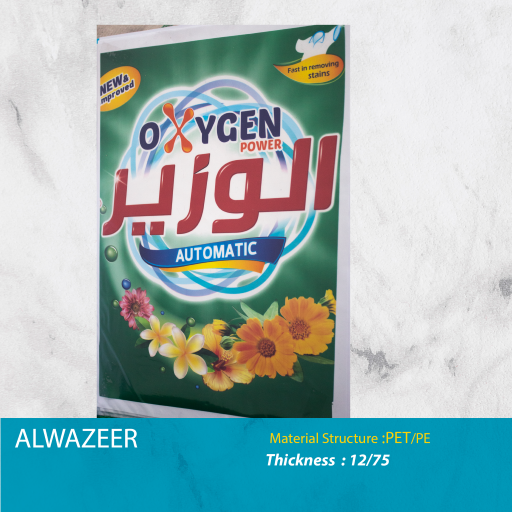 NEW &
improved
Fast in removing
stains
OXYGEN
POWER
الوزير
AUTOMATIC
ALWAZEER
Material Structure :PET/PE
Thickness : 12/75